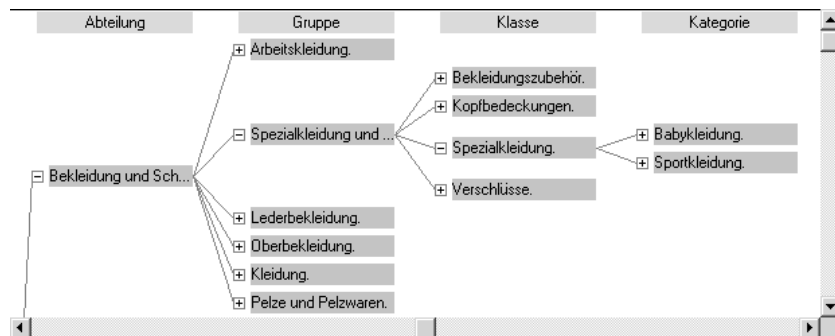 Abteilung Gruppe Klasse Kategorie
Arbeitskleidung.
Bekleidungszubehör.
Kopfbedeckungen.
Spezialkleidung und ... Babykleidung.
Spezialkleidung.
Sportkleidung.
Bekleidung und Sch...
Verschlüsse.
Lederbekleidung.
Oberbekleidung.
Kleidung.
Pelze und Pelzwaren.